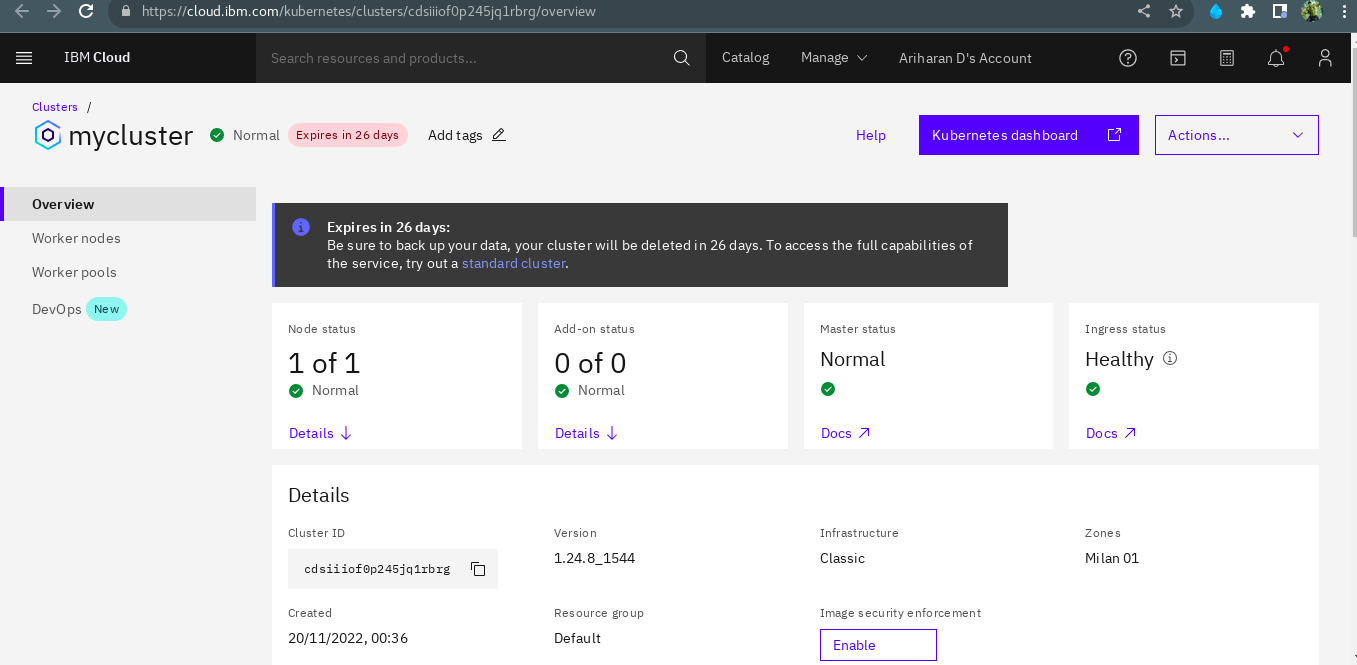 https://cloud.ibm.com/kubernetes/clusters/cdsiiiof0p245jq1rbrg/overview
IBM Cloud
Search resources and products...
Catalog
Manage
Ariharan D's Account
Clusters /
mycluster
Normal
Expires in 26 days
Add tags
Help
Kubernetes dashboard
Actions...
Overview
Worker nodes
Worker pools
DevOps New
Expires in 26 days:
Be sure to back up your data, your cluster will be deleted in 26 days. To access the full capabilities of
the service, try out a standard cluster.
Node status
1 of 1
Normal
Details
Add-on status
0 of 0
Normal
Details
Master status
Normal
Docs
Ingress status
Healthy
Docs
Details
Cluster ID
cdsiiiof0p245jq1rbrg
Version
1.24.8_1544
Infrastructure
Classic
Zones
Milan 01
Created
20/11/2022, 00:36
Resource group
Default
Image security enforcement
Enable